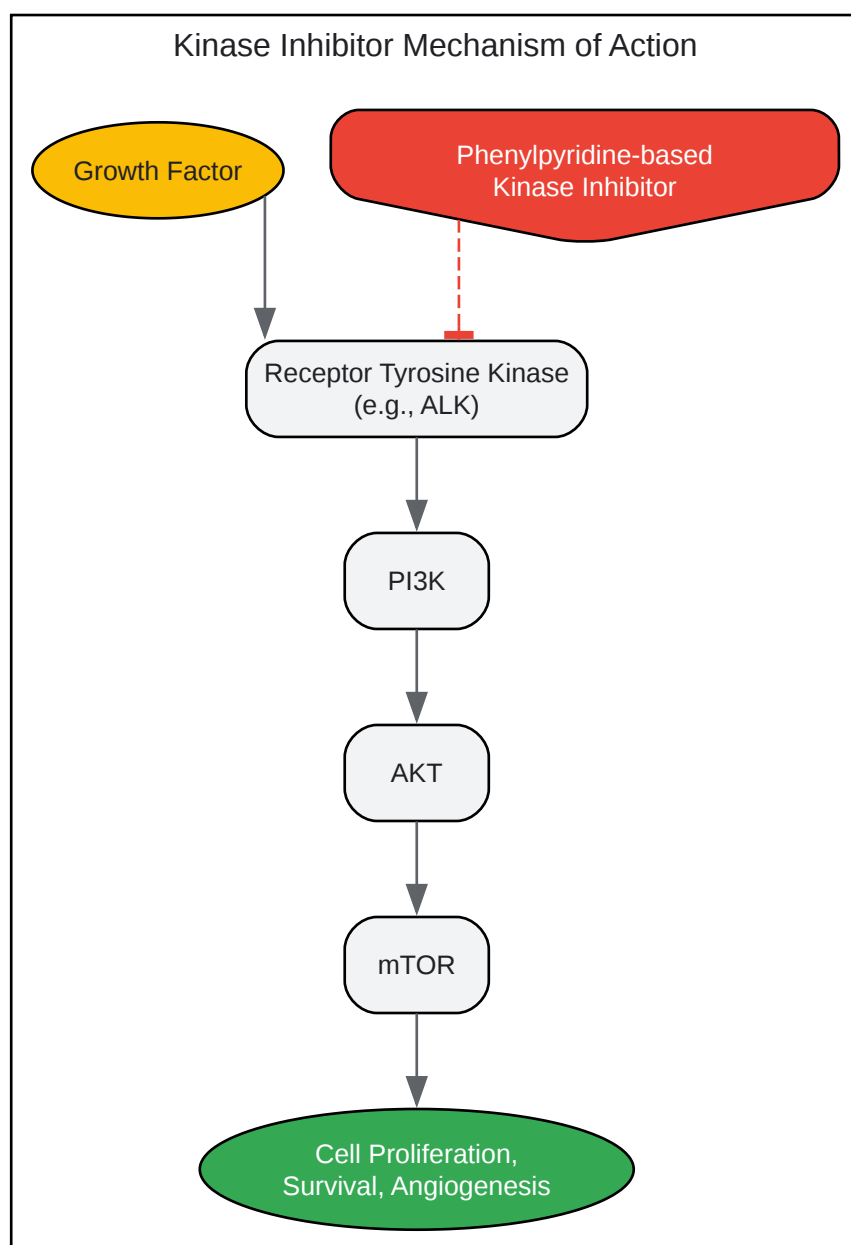 Kinase Inhibitor Mechanism of Action
Growth Factor
Phenylpyridine-based
Kinase Inhibitor
Receptor Tyrosine Kinase
(e.g., ALK)
PI3K
AKT
mTOR
Cell Proliferation,
Survival, Angiogenesis